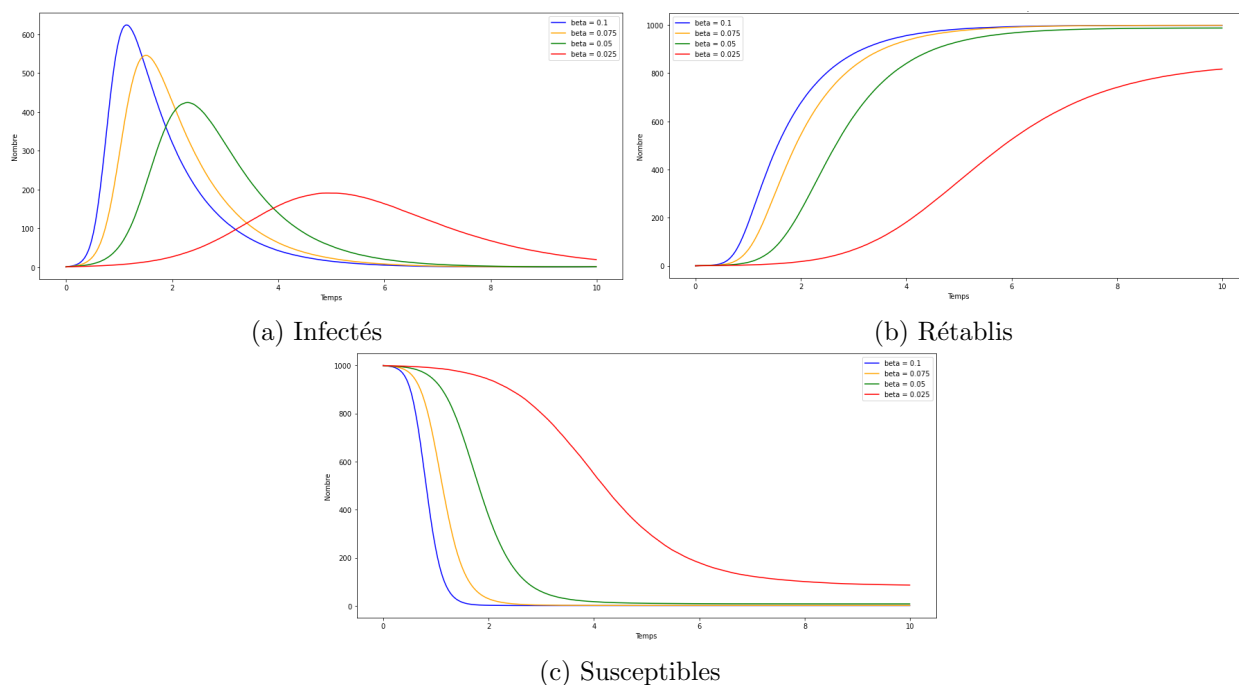 beta = 0.1
beta = 0.075
beta = 0.05
beta = 0.025
600
500
400
300
200
100
0
Nombre
0
2
4
6
8
10
Temps
(a) Infectés
beta = 0.1
beta = 0.075
beta = 0.05
beta = 0.025
1000
800
600
400
200
0
Nombre
0
2
4
6
8
10
Temps
(b) Rétablis
beta = 0.1
beta = 0.075
beta = 0.05
beta = 0.025
1000
800
600
400
200
0
Nombre
0
2
4
6
8
10
Temps
(c) Susceptibles